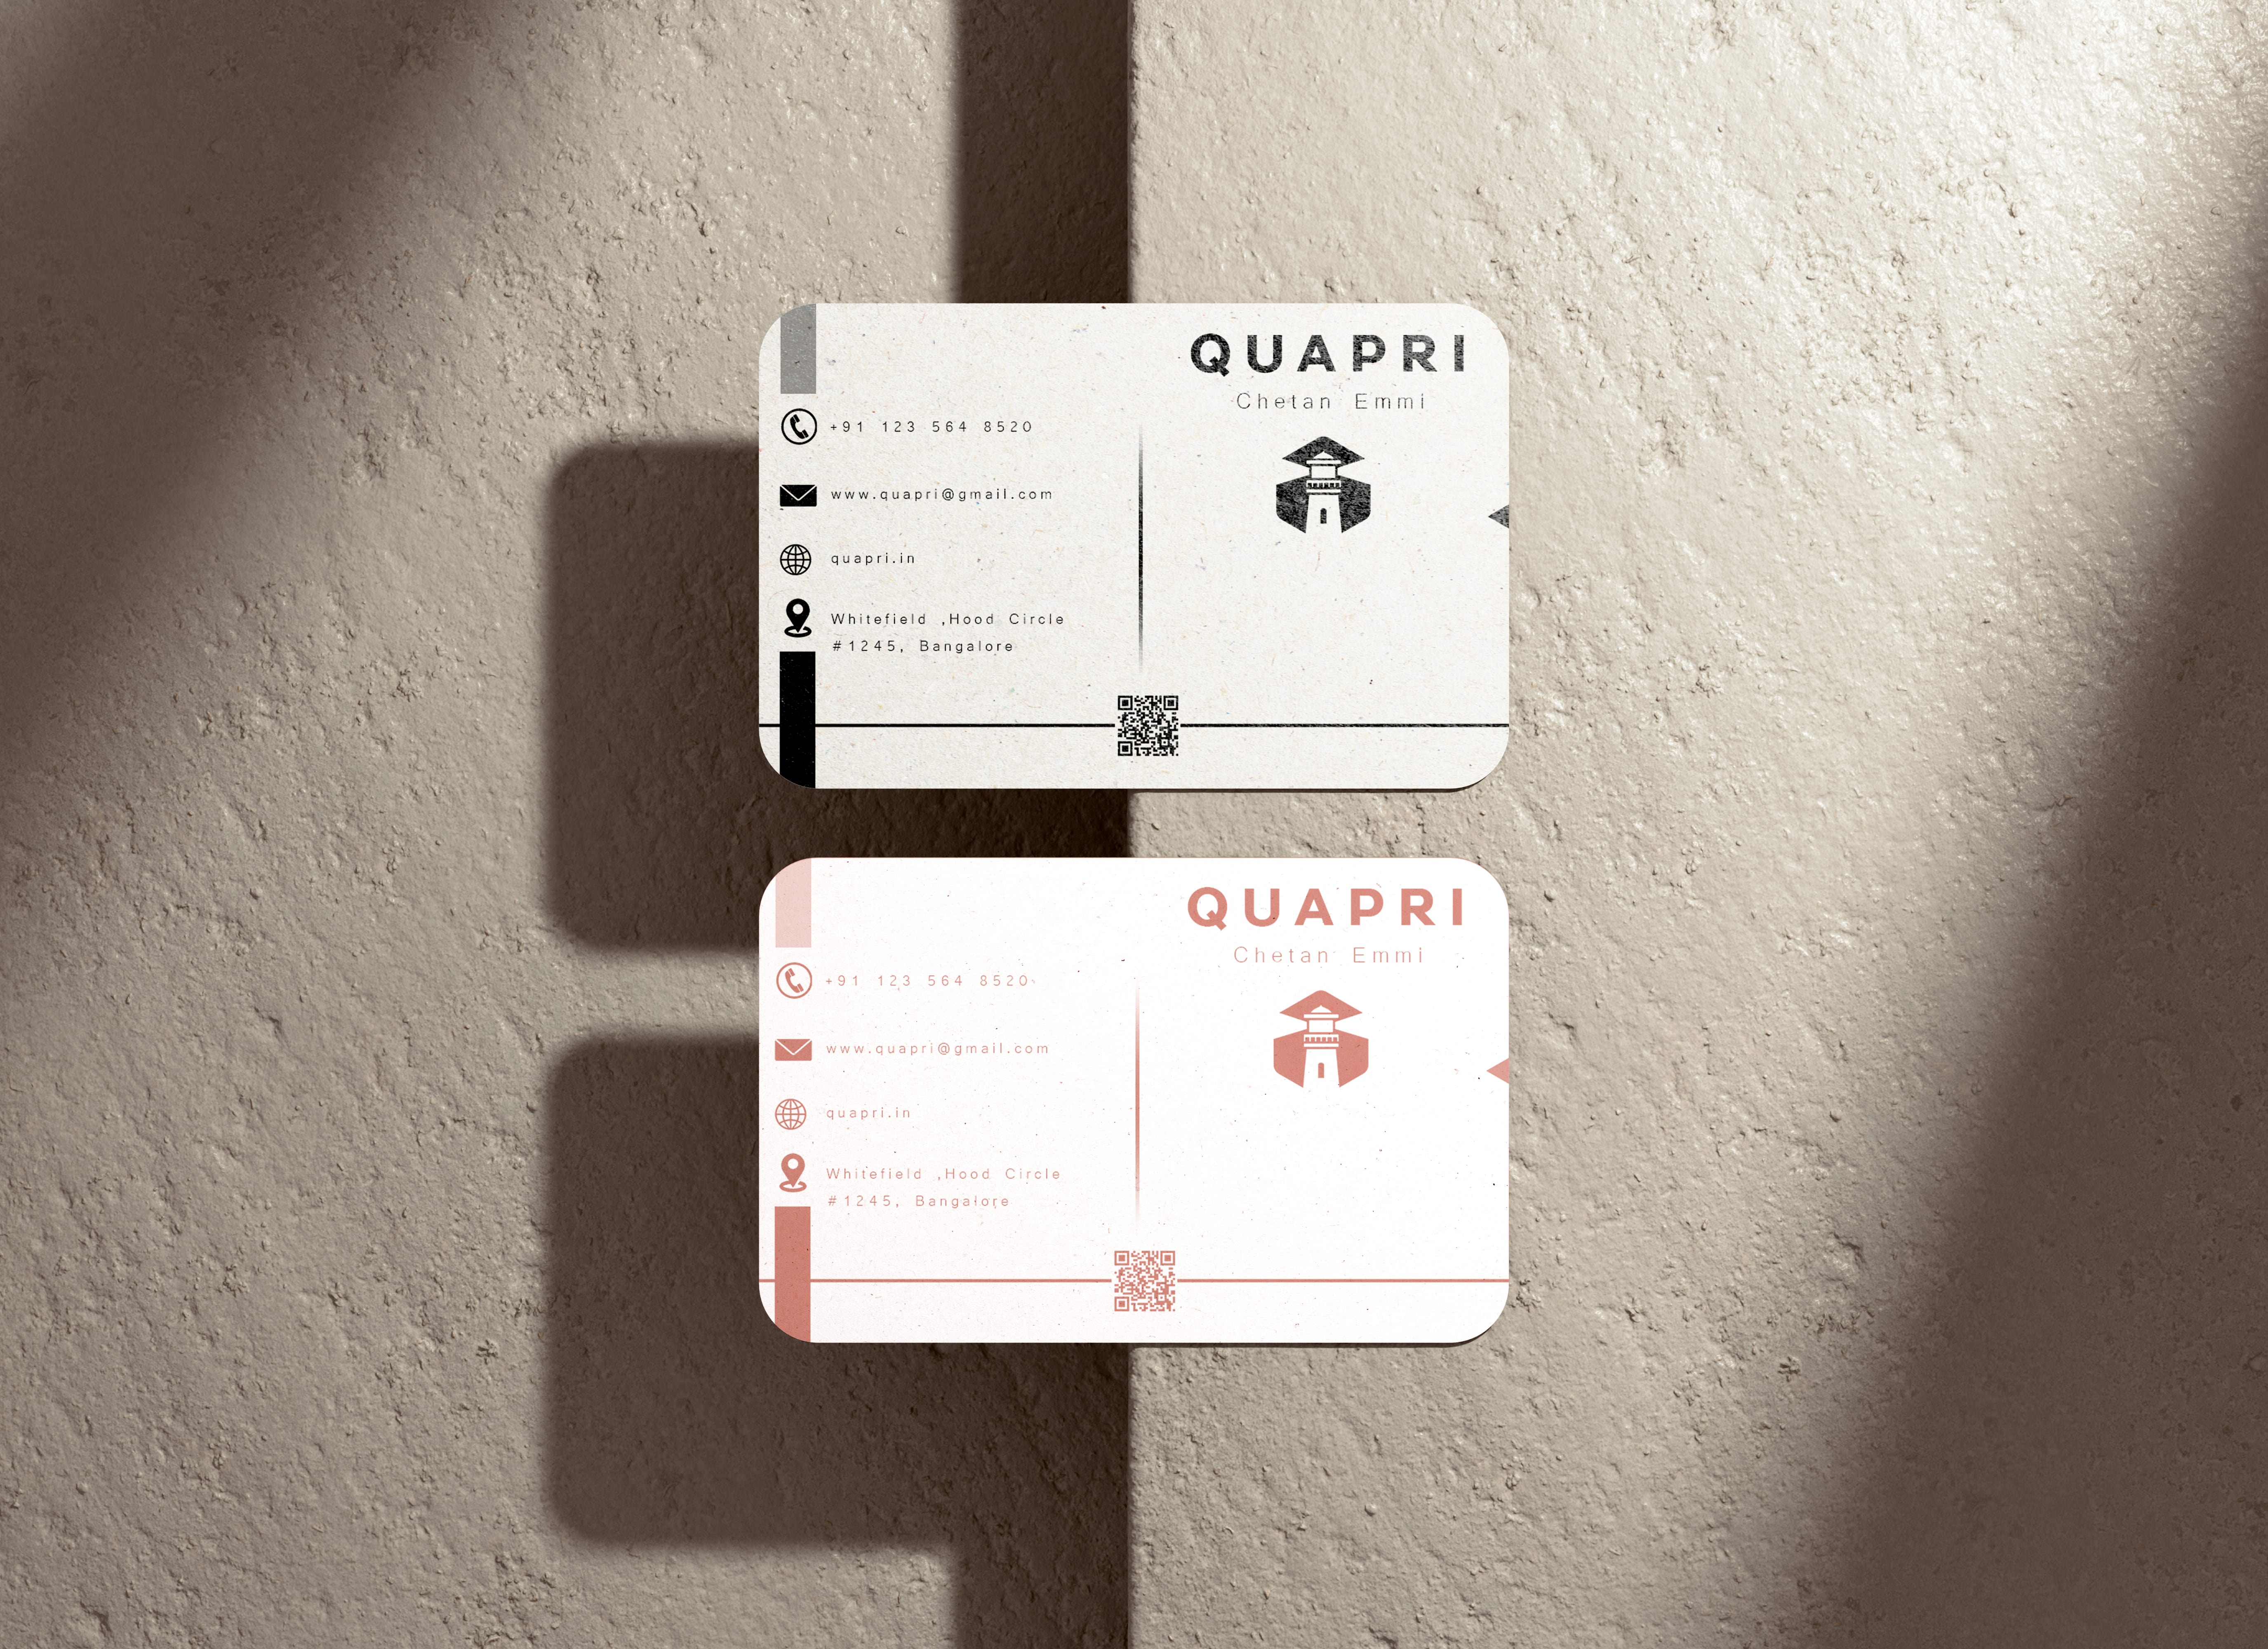 QUAPRI
Chetan Emmi
+91 123 564 8520
www.quapri@gmail.com
quapri.in
Whitefield ,Hood Circle
#1245, Bangalore
QUAPRI
Chetan Emmi
+91 123 564 8520
www.quapri@gmail.com
quapri.in
Whitefield ,Hood Circle
#1245, Bangalore